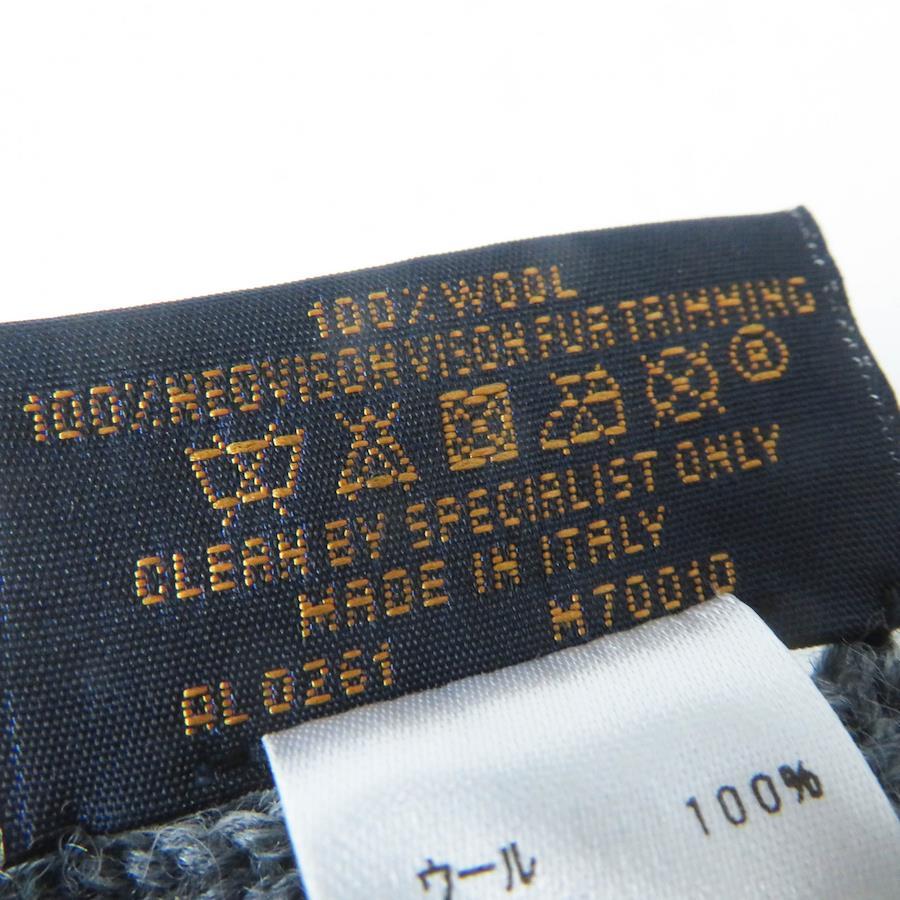 100% WOOL
100% NEOVISON VISON FUR TRIMMING
CLEAN BY SPECIALIST ONLY
MADE IN ITALY
M70010
AL0261
100%
ウール